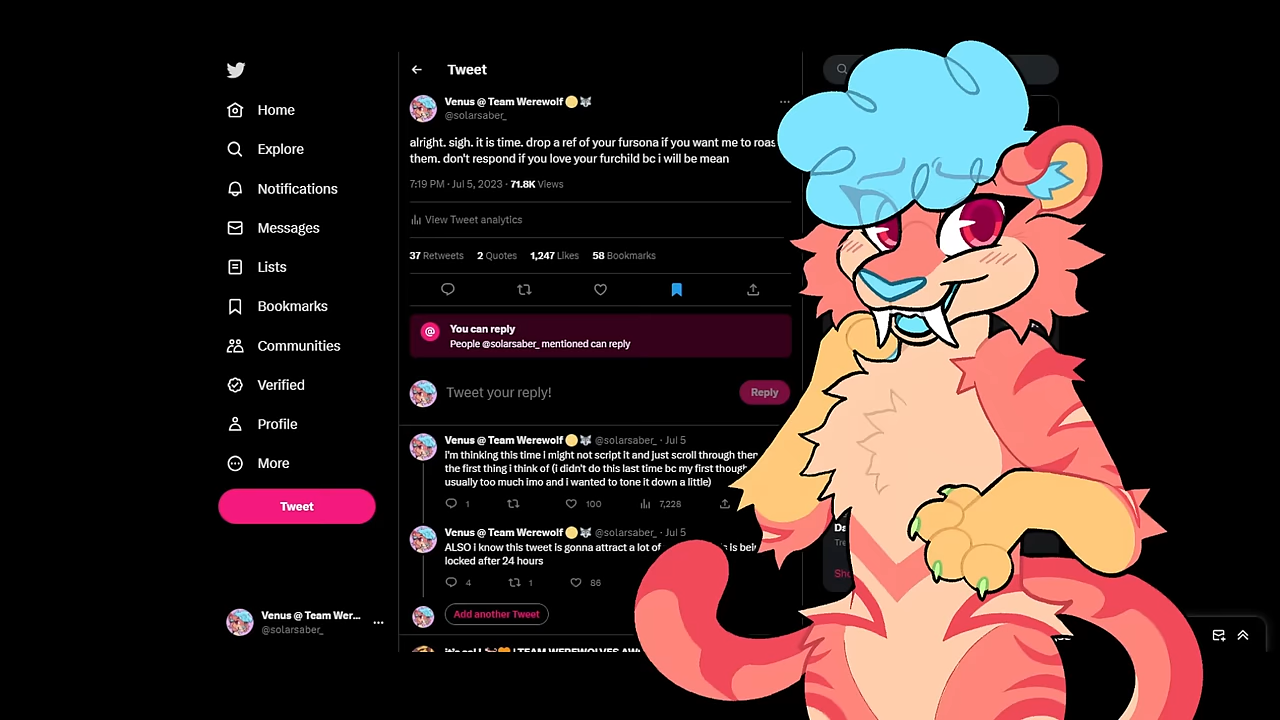 Tweet
Venus @ Team Werewolf
@solarsaber_
alright. sigh. it is time. drop a ref of your fursona if you want me to roas
them. don't respond if you love your furchild bc i will be mean
7:19 PM · Jul 5, 2023 · 71.8K Views
View Tweet analytics
37 Retweets 2 Quotes 1,247 Likes 58 Bookmarks
You can reply
People @solarsaber_ mentioned can reply
Tweet your reply!
Reply
Venus @ Team Werewolf @solarsaber_ · Jul 5
I'm thinking this time I might not script it and just scroll through then
the first thing i think of (i didn't do this last time bc my first though
usually too much imo and i wanted to tone it down a little)
1 100 7,228
Venus @ Team Werewolf @solarsaber_ · Jul 5
ALSO I know this tweet is gonna attract a lot of is bei
locked after 24 hours
4 1 86
Add another Tweet
Home
Explore
Notifications
Messages
Lists
Bookmarks
Communities
Verified
Profile
More
Tweet
Venus @ Team Wer...
@solarsaber_
Da
Tre
Sho